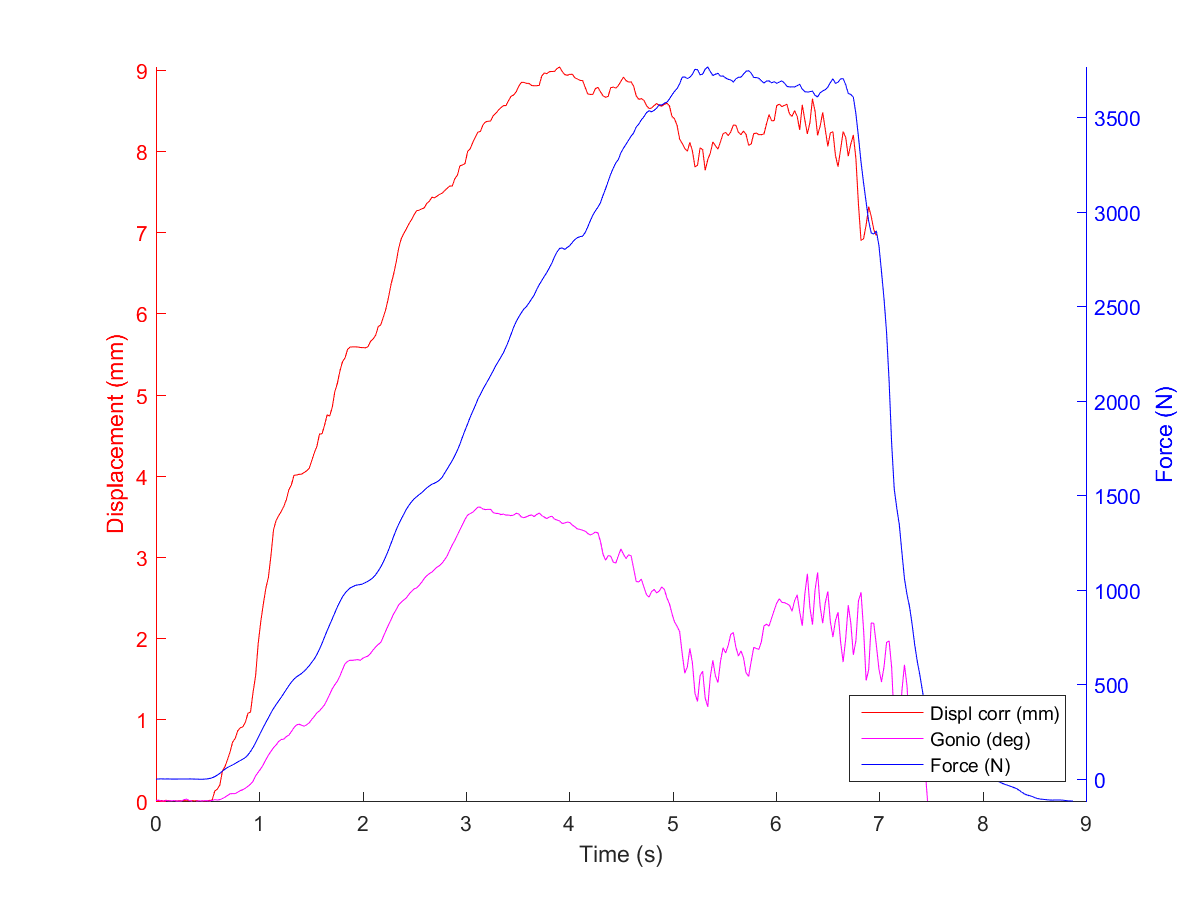 9
8
7
6
5
4
3
2
1
0
Displacement (mm)
3500
3000
2500
2000
1500
1000
500
0
Force (N)
Displ corr (mm)
Gonio (deg)
Force (N)
0 1 2 3 4 5 6 7 8 9
Time (s)